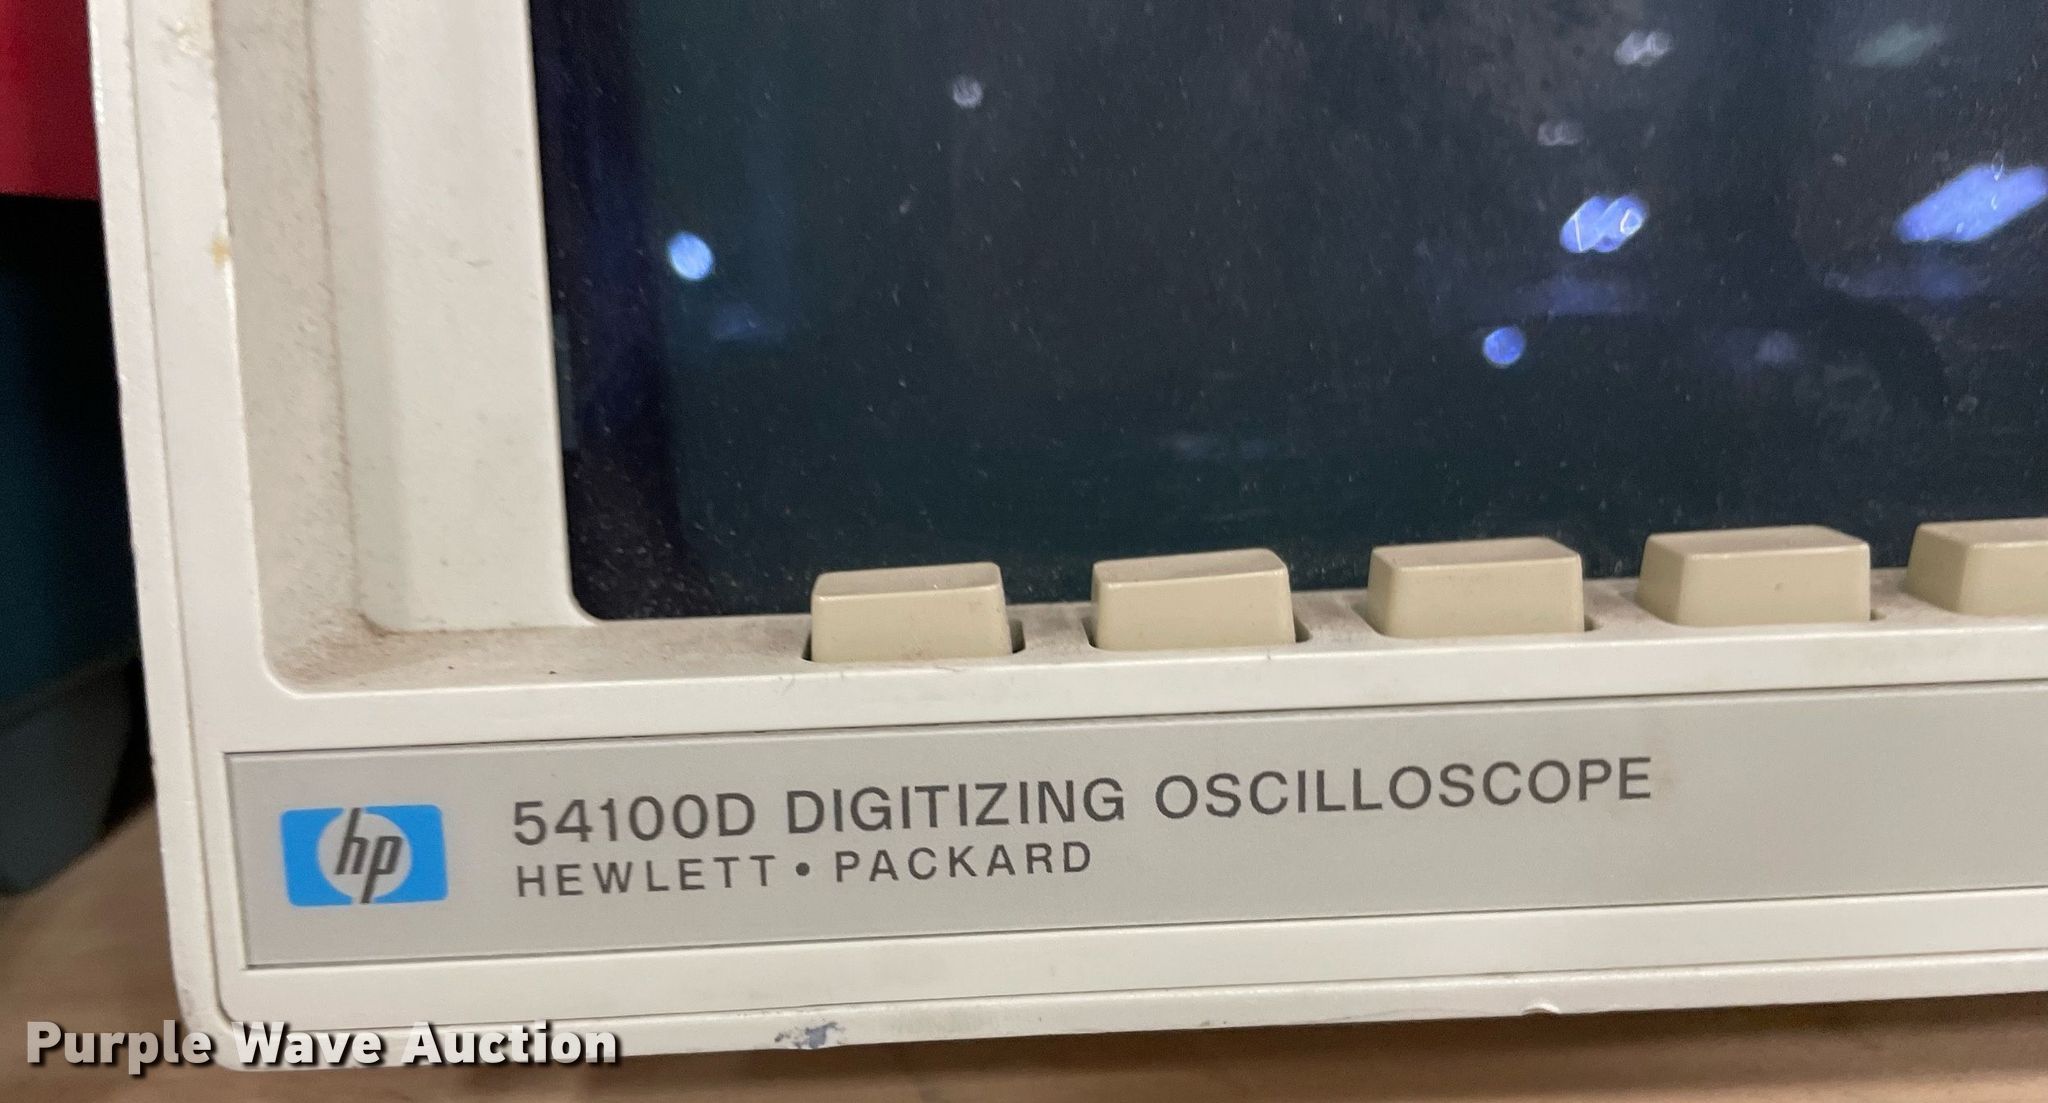 hp
54100D DIGITIZING OSCILLOSCOPE
HEWLETT • PACKARD
Purple Wave Auction